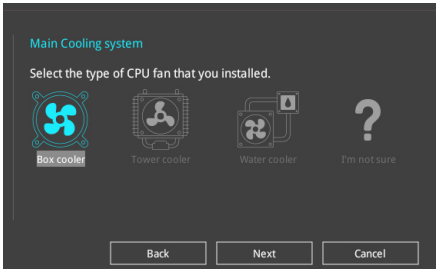 Main Cooling system
Select the type of CPU fan that you installed.
Box cooler Tower cooler Water cooler I'm not sure
Back Next Cancel